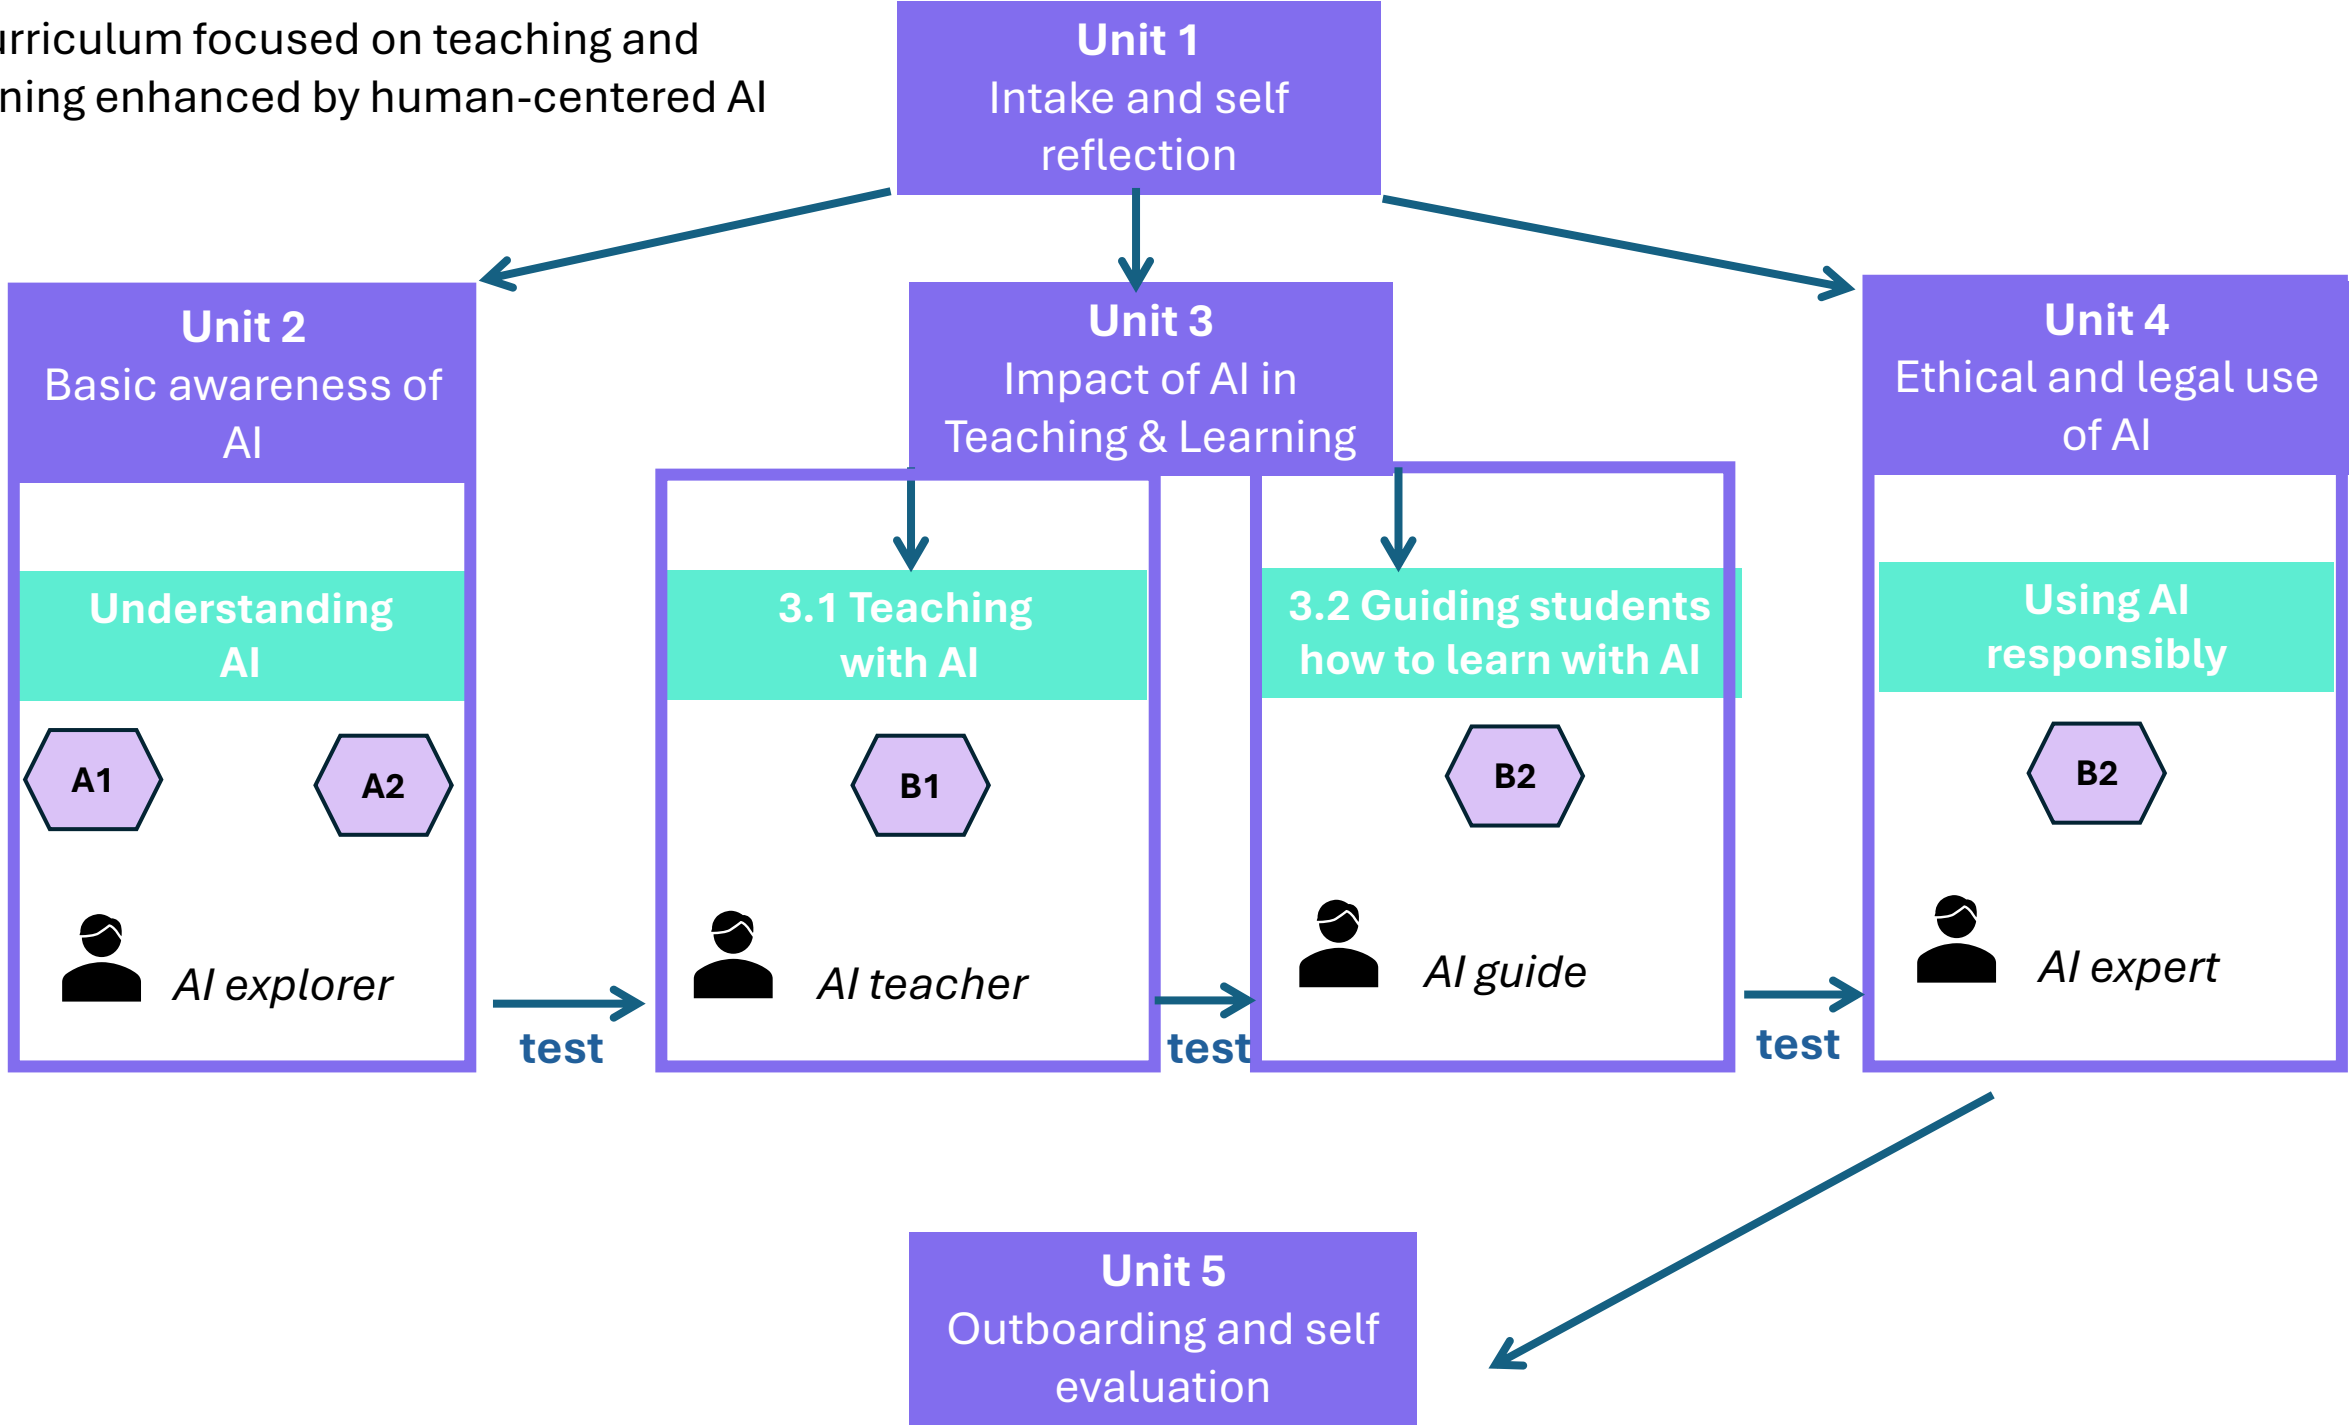 urriculum focused on teaching and
ning enhanced by human-centered AI
Unit 1
Intake and self
reflection
Unit 2
Basic awareness of
AI
Unit 3
Impact of AI in
Teaching & Learning
Unit 4
Ethical and legal use
of AI
Understanding
AI
3.1 Teaching
with AI
3.2 Guiding students
how to learn with AI
Using AI
responsibly
A1
A2
B1
B2
B2
AI explorer
AI teacher
AI guide
AI expert
test
test
test
Unit 5
Outboarding and self
evaluation